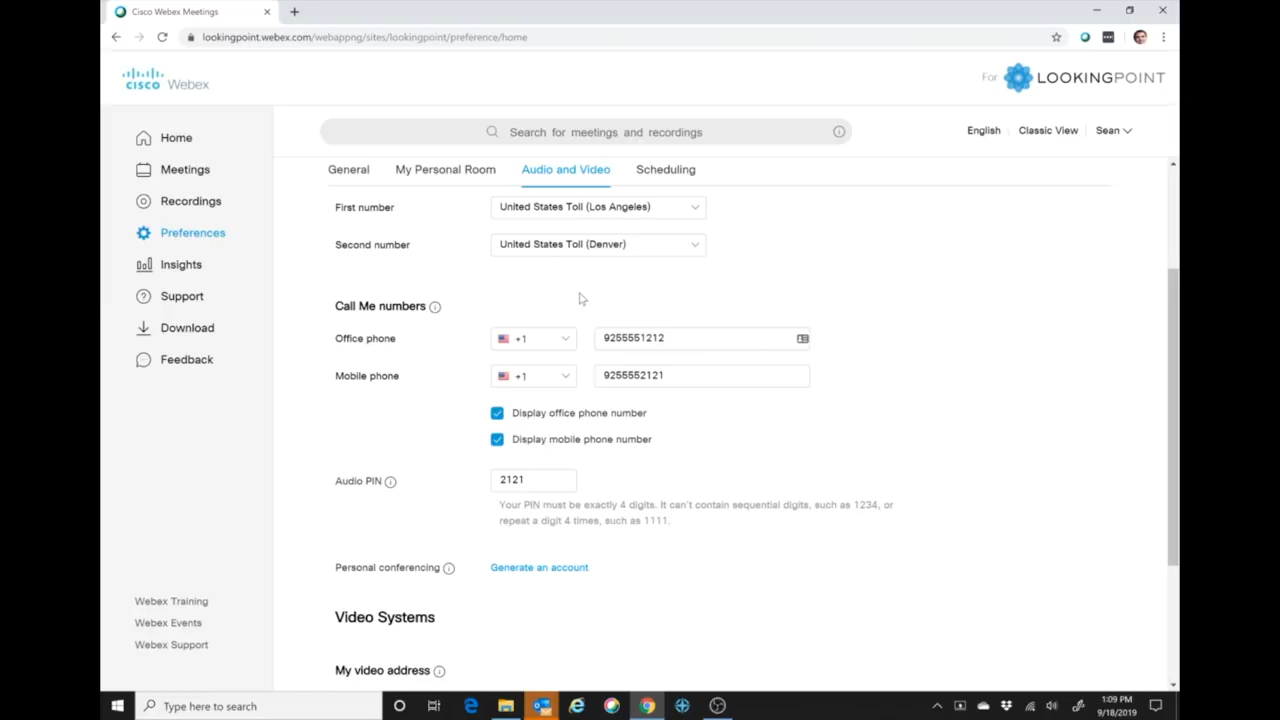 Cisco Webex Meetings
lookingpoint.webex.com/webappng/sites/lookingpoint/preference/home
CISCO Webex
For LOOKINGPOINT
Search for meetings and recordings
English Classic View Sean
Home
Meetings
Recordings
Preferences
Insights
Support
Download
Feedback
Webex Training
Webex Events
Webex Support
General My Personal Room Audio and Video Scheduling
First number United States Toll (Los Angeles)
Second number United States Toll (Denver)
Call Me numbers
Office phone +1 9255551212
Mobile phone +1 9255552121
Display office phone number
Display mobile phone number
Audio PIN 2121
Your PIN must be exactly 4 digits. It can't contain sequential digits, such as 1234, or
repeat a digit 4 times, such as 1111.
Personal conferencing Generate an account
Video Systems
My video address
Type here to search
1:09 PM
9/18/2019